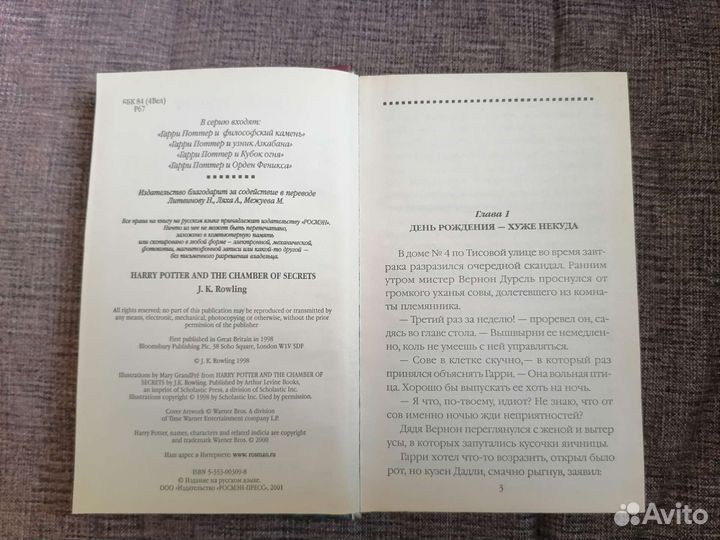 ББК 84 (4Вел)
Р67
В серию входят:
«Гарри Поттер и философский камень»
«Гарри Поттер и узник Азкабана»
«Гарри Поттер и Кубок огня»
«Гарри Поттер и Орден Феникса»
Издательство благодарит за содействие в переводе
Литвинову Н., Ляха А., Межуева М.
Все права на книгу на русском языке принадлежат издательству «РОСМЭН».
Ничто из нее не может быть перепечатано,
заложено в компьютерную память
или скопировано в любой форме — электронной, механической,
фотокопии, магнитофонной записи или какой-то другой —
без письменного разрешения владельца.
HARRY POTTER AND THE CHAMBER OF SECRETS
J. K. Rowling
All rights reserved; no part of this publication may be reproduced or transmitted by
any means, electronic, mechanical, photocopying or otherwise, without the prior
permission of the publisher
First published in Great Britain in 1998
Bloomsbury Publishing Plc. 38 Soho Square, London W1V 5DF
© J. K. Rowling 1998
Illustrations by Mary GrandPré from HARRY POTTER AND THE CHAMBER OF
SECRETS by J.K. Rowling. Published by Arthur Levine Books,
an imprint of Scholastic Press, a division of Scholastic Inc.
Illustrations copyright © 1998 by Scholastic Inc. Used by permission.
Cover Artwork © Warner Bros. A division
of Time Warner Entertainment company L.P.
Harry Potter, names, characters and related indicia are copyright
and trademark Warner Bros. © 2000
Наш адрес в Интернете: www.rosman.ru
ISBN 5-353-00309-8
© Издание на русском языке.
ООО «Издательство «РОСМЭН-ПРЕСС», 2001
Глава 1
ДЕНЬ РОЖДЕНИЯ — ХУЖЕ НЕКУДА
В доме № 4 по Тисовой улице во время завт-
рака разразился очередной скандал. Ранним
утром мистер Вернон Дурсль проснулся от
громкого уханья совы, долетевшего из комна-
ты племянника.
— Третий раз за неделю! — проревел он, са-
дясь во главе стола. — Вышвырни ее немедлен-
но, коль не умеешь с ней управляться.
— Сове в клетке скучно,— в который раз
принялся объяснять Гарри.— Она вольная пти-
ца. Хорошо бы выпускать ее хоть на ночь.
— Я что, по-твоему, идиот? Не знаю, что от
сов именно ночью жди неприятностей?
Дядя Вернон переглянулся с женой и вытер
усы, в которых запутались кусочки яичницы.
Гарри хотел что-то возразить, открыл было
рот, но кузен Дадли, смачно рыгнув, заявил:
3
Avito